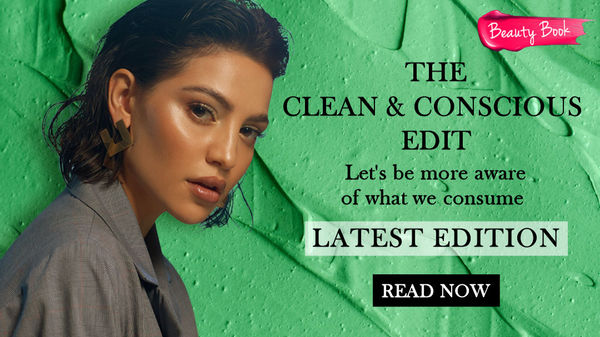 Beauty Book
THE
CLEAN & CONSCIOUS
EDIT
Let's be more aware
of what we consume
LATEST EDITION
READ NOW